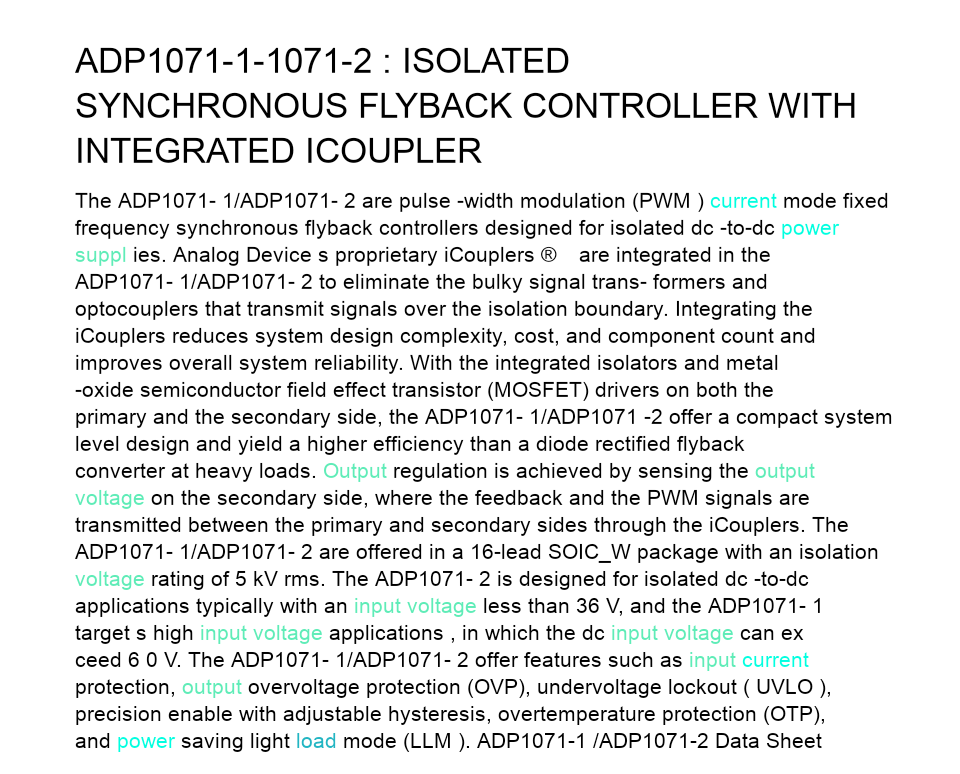 ADP1071-1-1071-2 : ISOLATED
SYNCHRONOUS FLYBACK CONTROLLER WITH
INTEGRATED ICOUPLER
The ADP1071- 1/ADP1071- 2 are pulse -width modulation (PWM ) current mode fixed
frequency synchronous flyback controllers designed for isolated dc -to-dc power
suppl ies. Analog Device s proprietary iCouplers ® are integrated in the
ADP1071- 1/ADP1071- 2 to eliminate the bulky signal trans- formers and
optocouplers that transmit signals over the isolation boundary. Integrating the
iCouplers reduces system design complexity, cost, and component count and
improves overall system reliability. With the integrated isolators and metal
-oxide semiconductor field effect transistor (MOSFET) drivers on both the
primary and the secondary side, the ADP1071- 1/ADP1071 -2 offer a compact system
level design and yield a higher efficiency than a diode rectified flyback
converter at heavy loads. Output regulation is achieved by sensing the output
voltage on the secondary side, where the feedback and the PWM signals are
transmitted between the primary and secondary sides through the iCouplers. The
ADP1071- 1/ADP1071- 2 are offered in a 16-lead SOIC_W package with an isolation
voltage rating of 5 kV rms. The ADP1071- 2 is designed for isolated dc -to-dc
applications typically with an input voltage less than 36 V, and the ADP1071- 1
target s high input voltage applications , in which the dc input voltage can ex
ceed 6 0 V. The ADP1071- 1/ADP1071- 2 offer features such as input current
protection, output overvoltage protection (OVP), undervoltage lockout ( UVLO ),
precision enable with adjustable hysteresis, overtemperature protection (OTP),
and power saving light load mode (LLM ). ADP1071-1 /ADP1071-2 Data Sheet